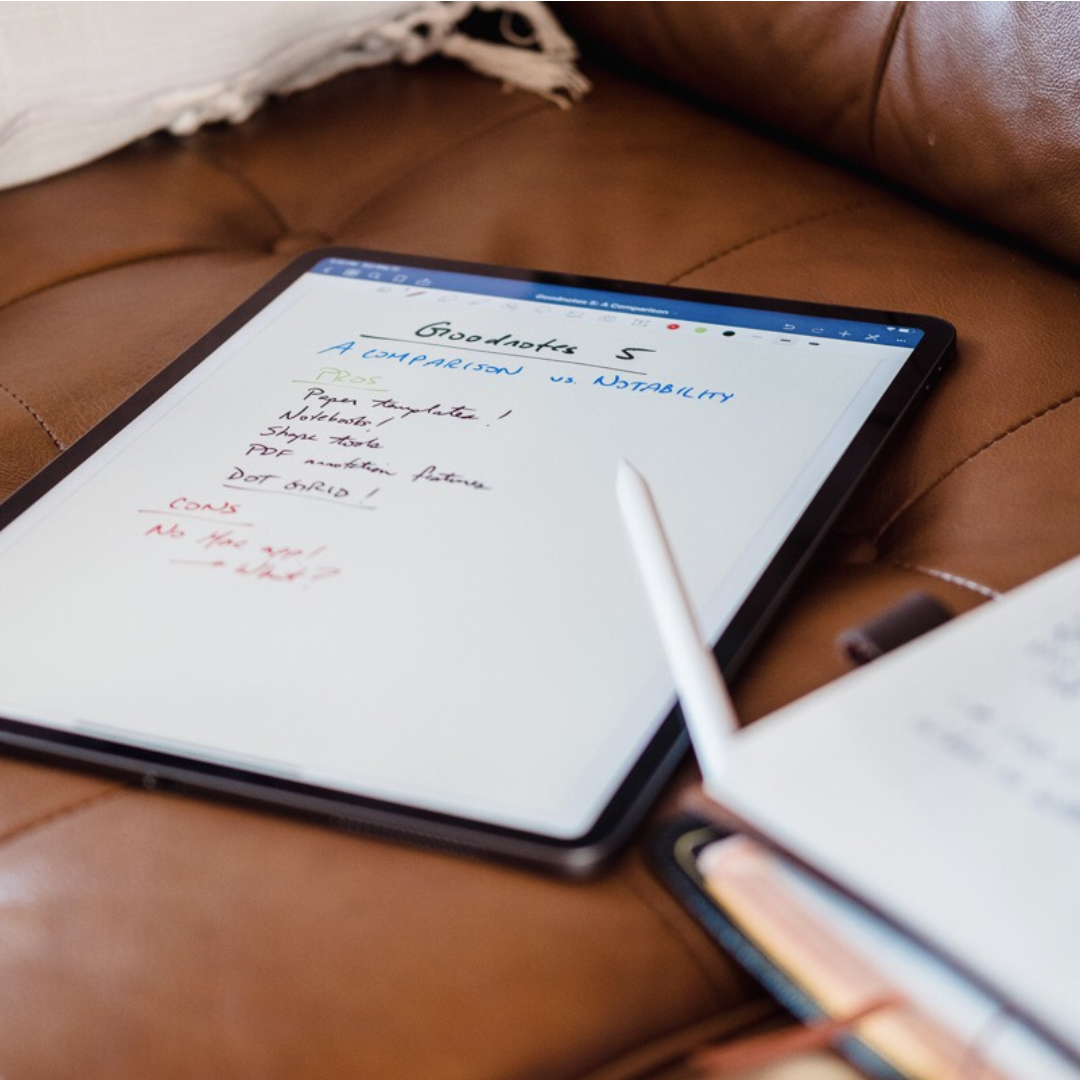 Goodnotes 5: A Comparison
Goodnotes 5
A COMPARISON vs. NOTABILITY
PROS
Paper templates!
Notebooks!
Shape tools
PDF annotation features
DOT GRID!
CONS
No Mac app!
→ What?